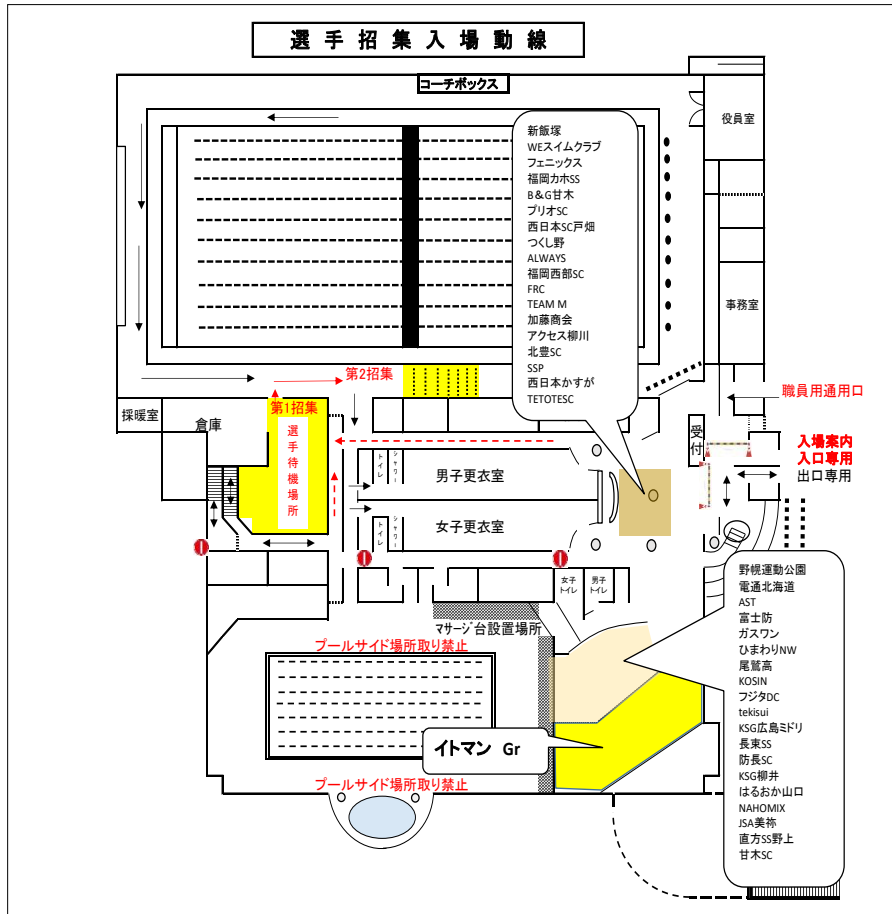 選手招集入場動線
コーチボックス
役員室
新飯塚
WEスイムクラブ
フェニックス
福岡カホSS
B＆G甘木
ブリオSC
西日本SC戸畑
つくし野
ALWAYS
福岡西部SC
FRC
TEAM M
加藤商会
アクセス柳川
北豊SC
SSP
西日本かすが
TETOTESC
事務室
第2招集
職員用通用口
採暖室
倉庫
第1招集
選手待機場所
トイレ
シャワー
男子更衣室
受付
入場案内
入口専用
出口専用
トイレ
シャワー
女子更衣室
女子トイレ
男子トイレ
マサージ台設置場所
プールサイド場所取り禁止
イトマン Gr
プールサイド場所取り禁止
野幌運動公園
電通北海道
AST
富士防
ガスワン
ひまわりNW
尾鷲高
KOSIN
フジタDC
tekisui
KSG広島ミドリ
長束SS
防長SC
KSG柳井
はるおか山口
NAHOMIX
JSA美祢
直方SS野上
甘木SC